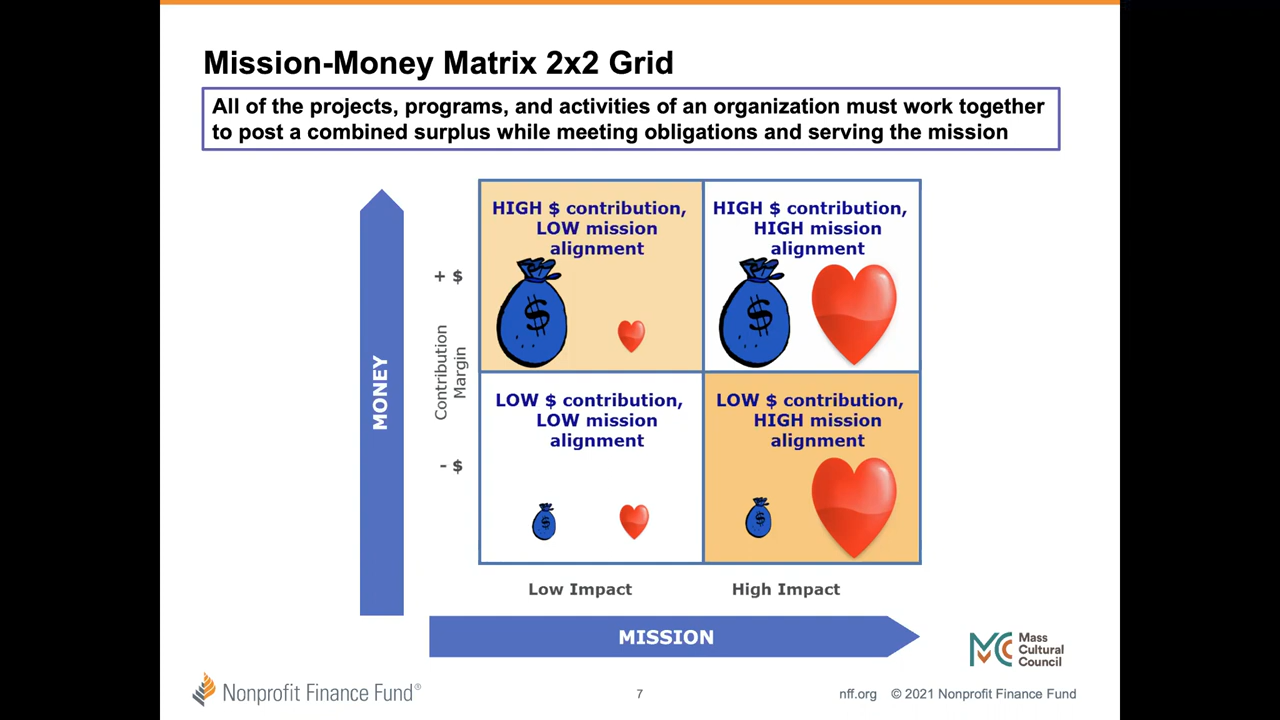 Mission-Money Matrix 2x2 Grid
All of the projects, programs, and activities of an organization must work together
to post a combined surplus while meeting obligations and serving the mission
MONEY
+ $
Contribution
Margin
- $
HIGH $ contribution,
LOW mission
alignment
$
HIGH $ contribution,
HIGH mission
alignment
$
LOW $ contribution,
LOW mission
alignment
$
LOW $ contribution,
HIGH mission
alignment
$
Low Impact
High Impact
MISSION
MC
Mass
Cultural
Council
Nonprofit Finance Fund®
7
nff.org © 2021 Nonprofit Finance Fund